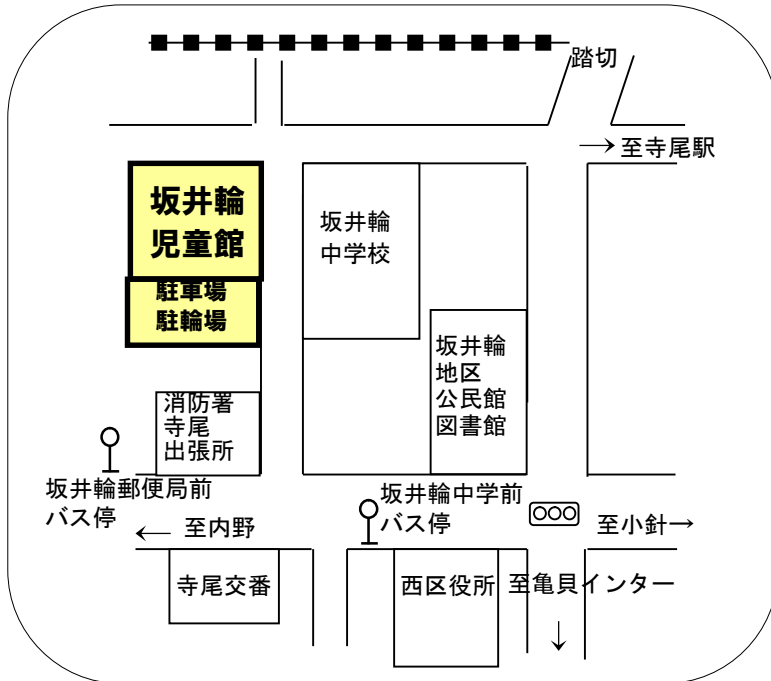 踏切
→至寺尾駅
坂井輪
児童館
駐車場
駐輪場
坂井輪
中学校
坂井輪
地区
公民館
図書館
消防署
寺尾
出張所
坂井輪郵便局前
バス停
坂井輪中学前
バス停
←至内野
至小針→
寺尾交番
西区役所
至亀貝インター
↓